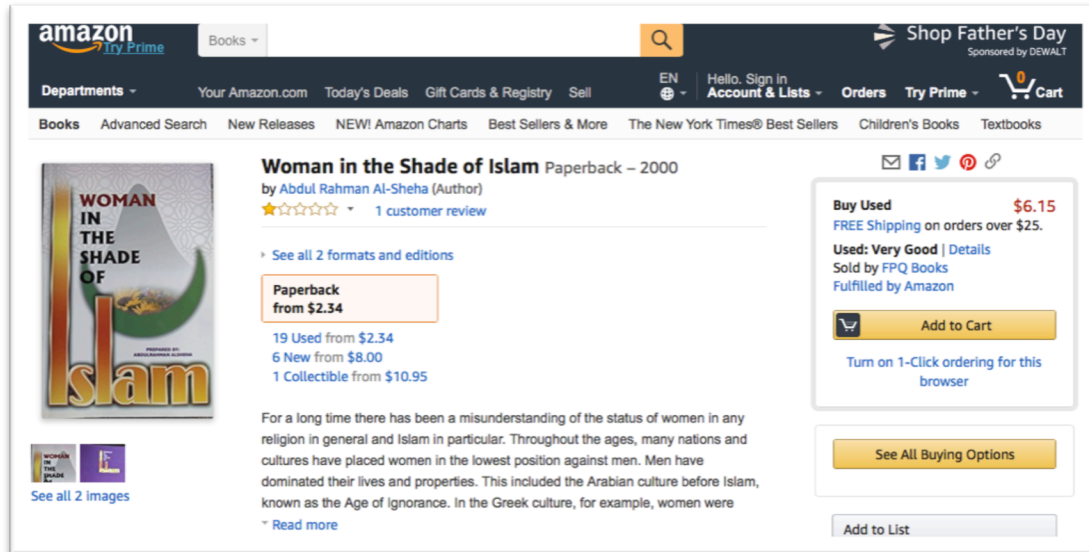 amazon
Try Prime
Books
Shop Father's Day
Sponsored by DEWALT
Departments
Your Amazon.com Today's Deals Gift Cards & Registry Sell
EN
Hello. Sign in
Account & Lists
Orders
Try Prime
0
Cart
Books Advanced Search New Releases NEW! Amazon Charts Best Sellers & More The New York Times® Best Sellers Children's Books Textbooks
WOMAN
IN
THE
SHADE
OF
Islam
PREPARED BY:
ABDULRAHMAN ALSHEHA
WOMAN
IN
THE
SHADE
See all 2 images
Woman in the Shade of Islam Paperback – 2000
by Abdul Rahman Al-Sheha (Author)
1 customer review
See all 2 formats and editions
Paperback
from $2.34
19 Used from $2.34
6 New from $8.00
1 Collectible from $10.95
For a long time there has been a misunderstanding of the status of women in any
religion in general and Islam in particular. Throughout the ages, many nations and
cultures have placed women in the lowest position against men. Men have
dominated their lives and properties. This included the Arabian culture before Islam,
known as the Age of Ignorance. In the Greek culture, for example, women were
Read more
Buy Used $6.15
FREE Shipping on orders over $25.
Used: Very Good | Details
Sold by FPQ Books
Fulfilled by Amazon
Add to Cart
Turn on 1-Click ordering for this
browser
See All Buying Options
Add to List